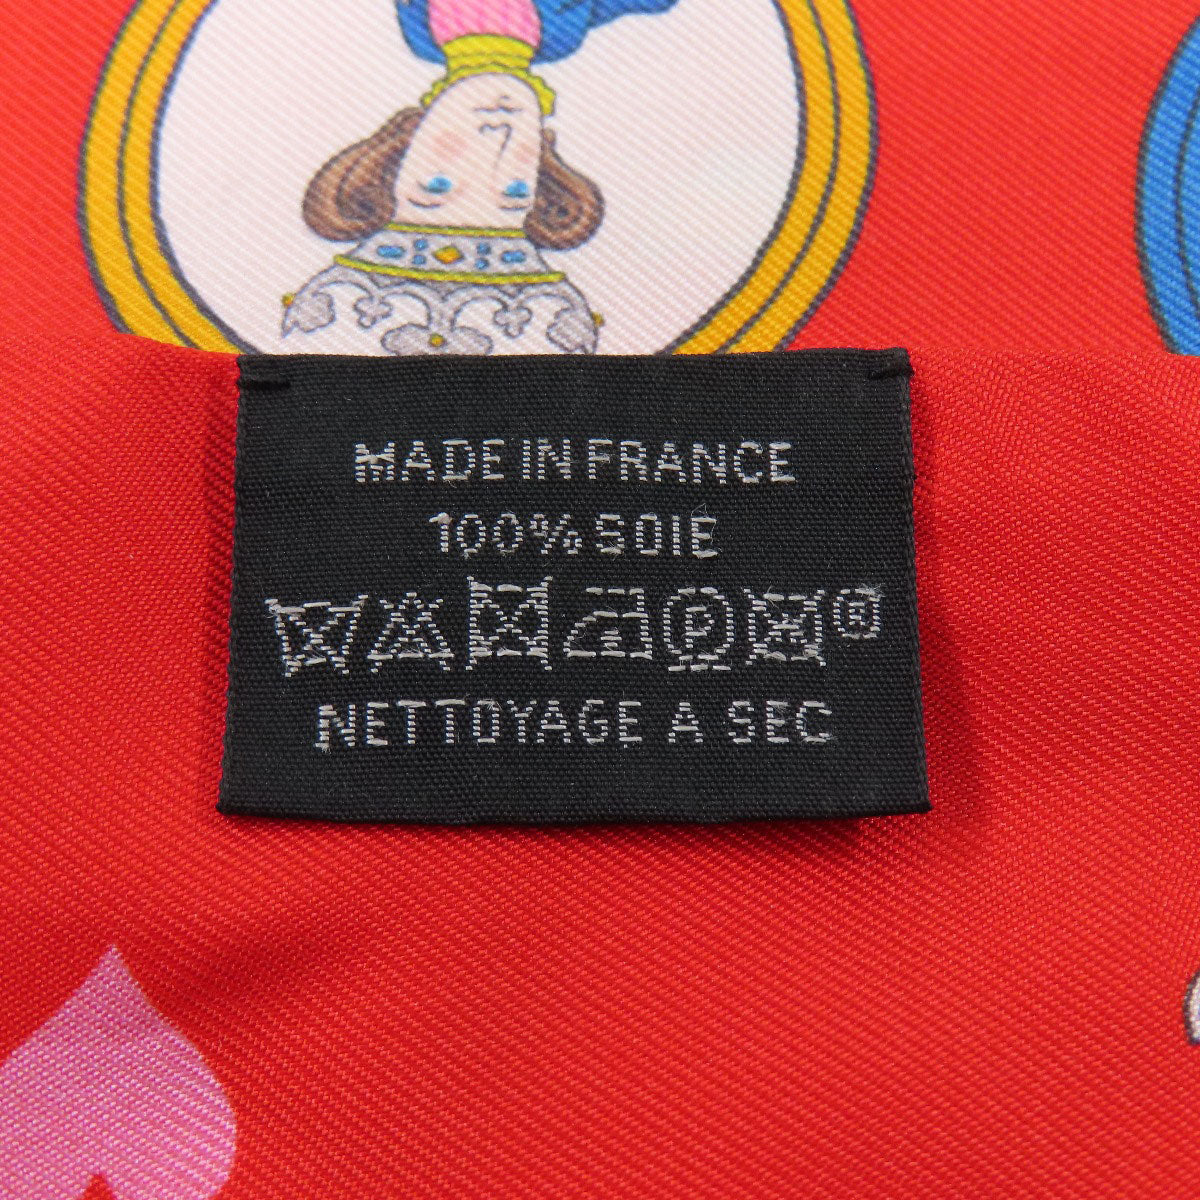 MADE IN FRANCE
100% SOIE
P ®
NETTOYAGE A SEC